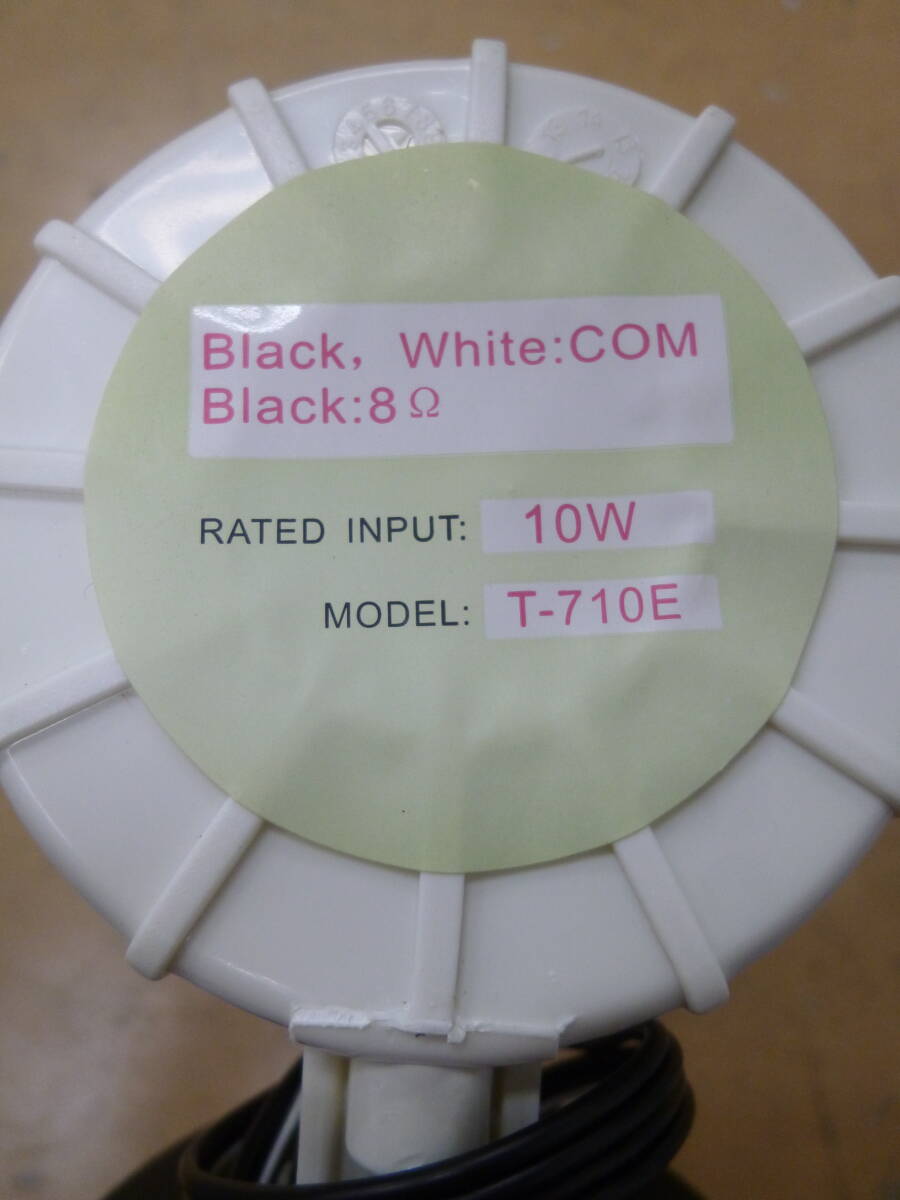 Black, White:COM
Black:8Ω
RATED INPUT: 10W
MODEL: T-710E